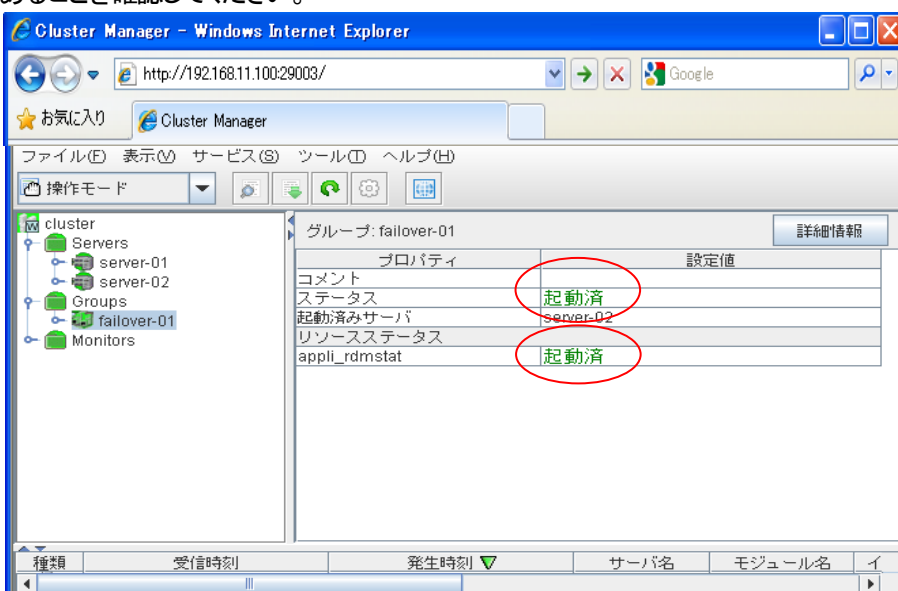 あることを確認してください。
Cluster Manager - Windows Internet Explorer
http://192.168.11.100:29003/
Google
お気に入り
Cluster Manager
ファイル(F) 表示(V) サービス(S) ツール(T) ヘルプ(H)
操作モード
cluster
Servers
server-01
server-02
Groups
failover-01
Monitors
グループ: failover-01
詳細情報
プロパティ 設定値
コメント
ステータス 起動済
起動済みサーバ server-02
リソースステータス
appli_rdmstat 起動済
種類 受信時刻 発生時刻 サーバ名 モジュール名 イ